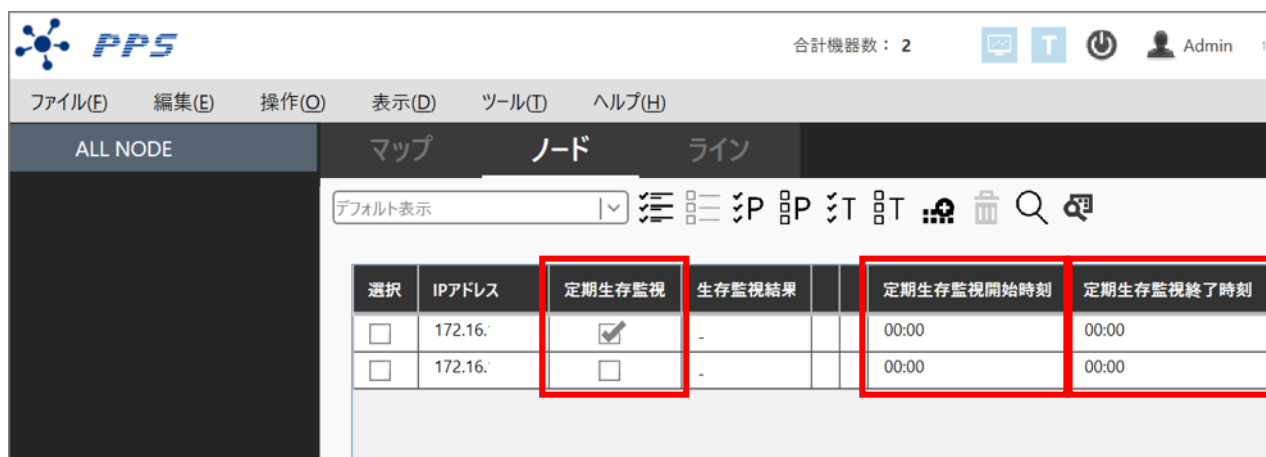 PPS 合計機器数： 2 T Admin
ファイル(F) 編集(E) 操作(O) 表示(D) ツール(T) ヘルプ(H)
ALL NODE マップ ノード ライン
デフォルト表示 P P T T
選択 IPアドレス 定期生存監視 生存監視結果 定期生存監視開始時刻 定期生存監視終了時刻
172.16. - 00:00 00:00
172.16. - 00:00 00:00